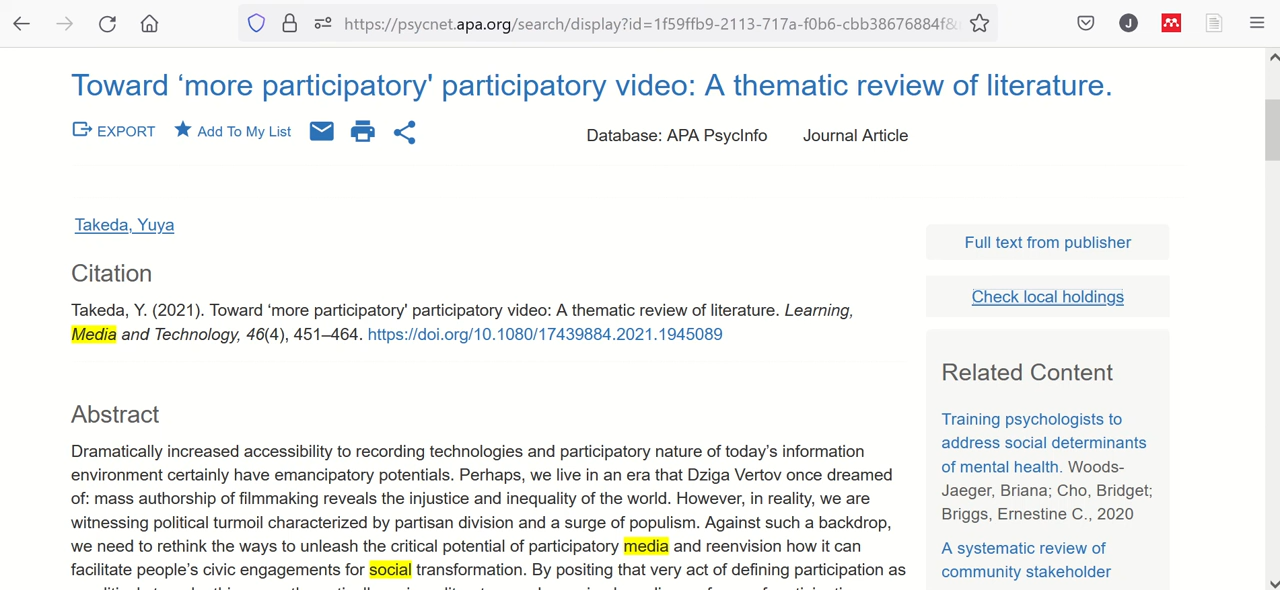 https://psycnet.apa.org/search/display?id=1f59ffb9-2113-717a-f0b6-cbb38676884f&
J
Toward ‘more participatory' participatory video: A thematic review of literature.
EXPORT
Add To My List
Database: APA PsycInfo
Journal Article
Takeda, Yuya
Citation
Takeda, Y. (2021). Toward ‘more participatory' participatory video: A thematic review of literature. Learning,
Media and Technology, 46(4), 451–464. https://doi.org/10.1080/17439884.2021.1945089
Abstract
Dramatically increased accessibility to recording technologies and participatory nature of today’s information
environment certainly have emancipatory potentials. Perhaps, we live in an era that Dziga Vertov once dreamed
of: mass authorship of filmmaking reveals the injustice and inequality of the world. However, in reality, we are
witnessing political turmoil characterized by partisan division and a surge of populism. Against such a backdrop,
we need to rethink the ways to unleash the critical potential of participatory media and reenvision how it can
facilitate people’s civic engagements for social transformation. By positing that very act of defining participation as
Full text from publisher
Check local holdings
Related Content
Training psychologists to
address social determinants
of mental health. Woods-
Jaeger, Briana; Cho, Bridget;
Briggs, Ernestine C., 2020
A systematic review of
community stakeholder